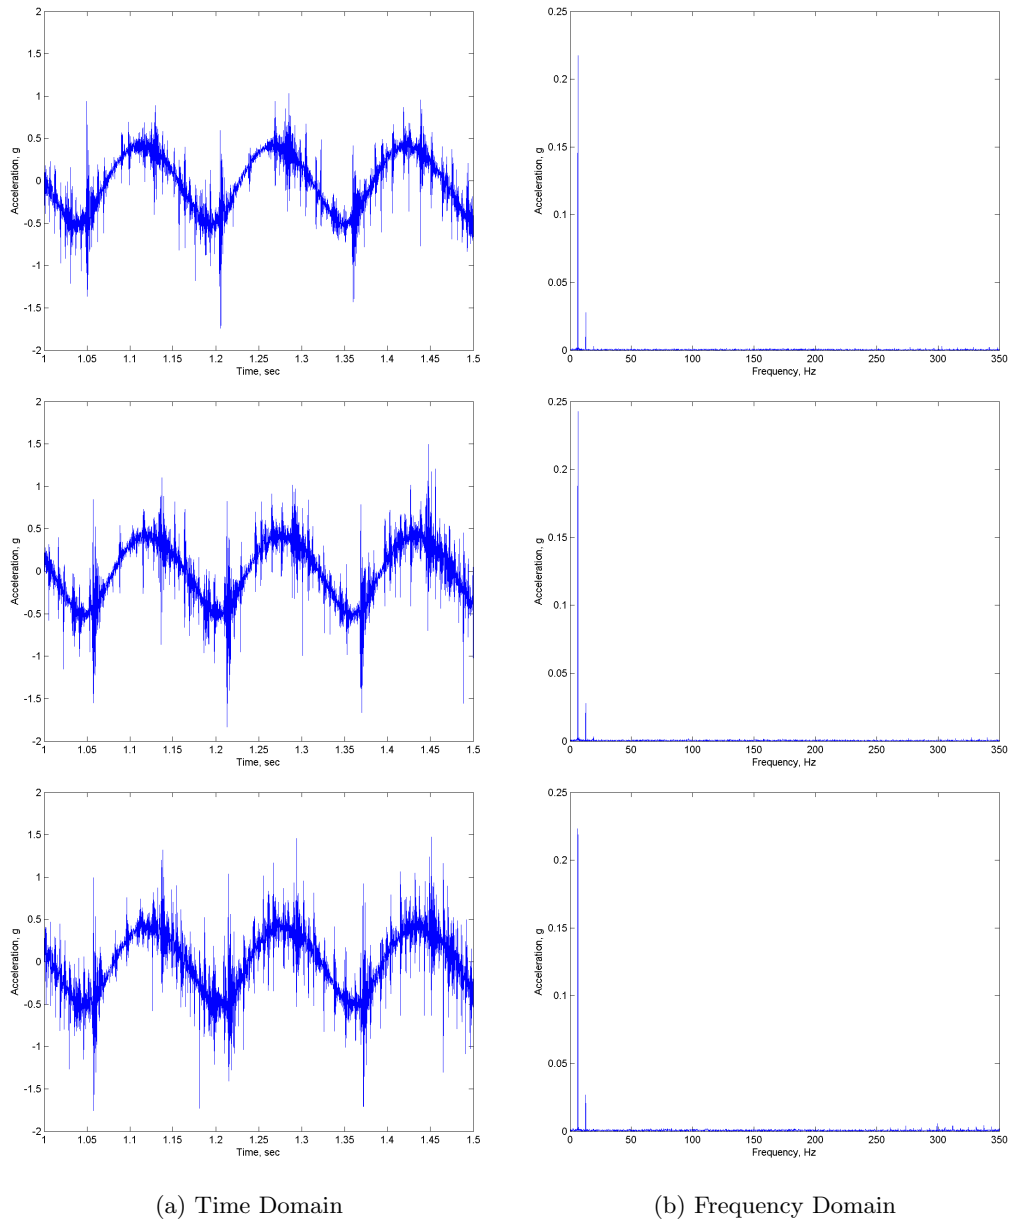 2
1.5
1
0.5
0
-0.5
-1
-1.5
-2
Acceleration, g
1 1.05 1.1 1.15 1.2 1.25 1.3 1.35 1.4 1.45 1.5
Time, sec
0.25
0.2
0.15
0.1
0.05
0
Acceleration, g
0 50 100 150 200 250 300 350
Frequency, Hz
2
1.5
1
0.5
0
-0.5
-1
-1.5
-2
Acceleration, g
1 1.05 1.1 1.15 1.2 1.25 1.3 1.35 1.4 1.45 1.5
Time, sec
0.25
0.2
0.15
0.1
0.05
0
Acceleration, g
0 50 100 150 200 250 300 350
Frequency, Hz
2
1.5
1
0.5
0
-0.5
-1
-1.5
-2
Acceleration, g
1 1.05 1.1 1.15 1.2 1.25 1.3 1.35 1.4 1.45 1.5
Time, sec
0.25
0.2
0.15
0.1
0.05
0
Acceleration, g
0 50 100 150 200 250 300 350
Frequency, Hz
(a) Time Domain
(b) Frequency Domain